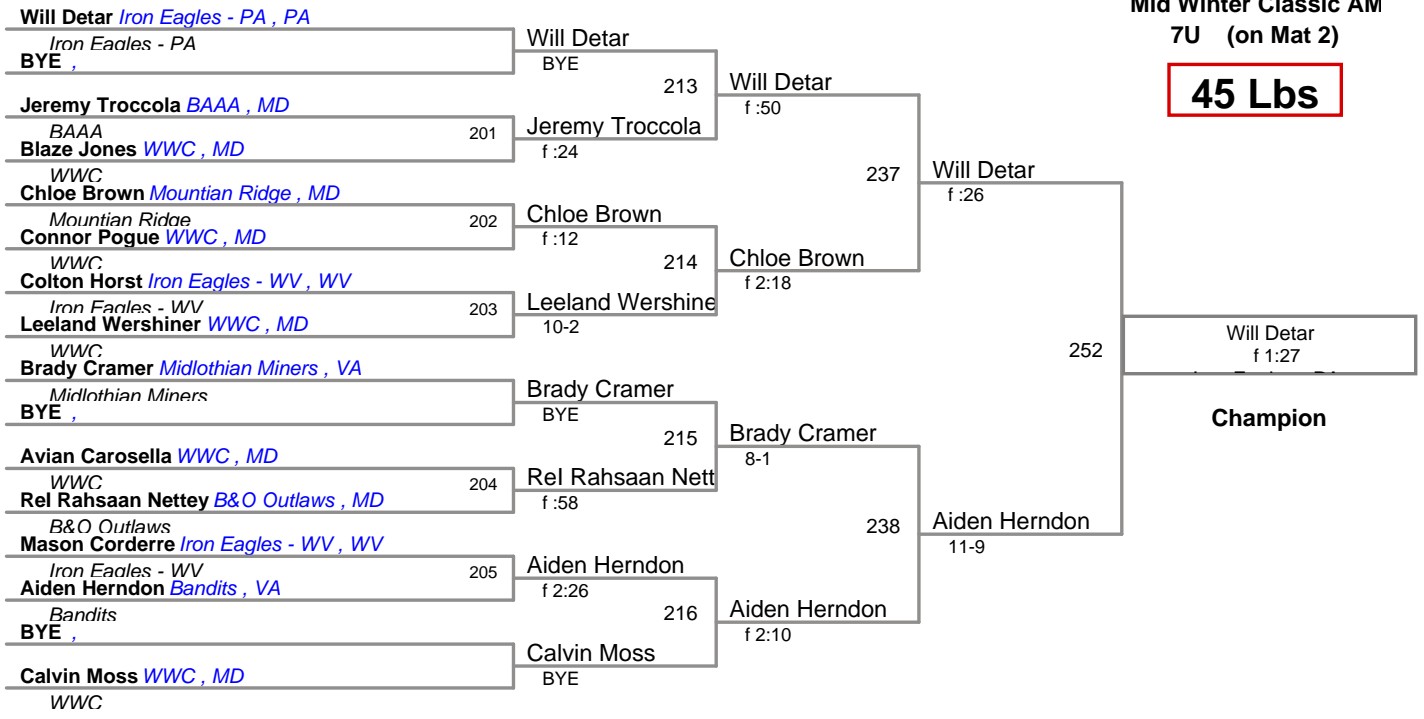 Mid Winter Classic AM
7U (on Mat 2)
45 Lbs
Will Detar Iron Eagles - PA , PA
Iron Eagles - PA
BYE ,
Jeremy Troccola BAAA , MD
BAAA
201
Blaze Jones WWC , MD
WWC
Chloe Brown Mountian Ridge , MD
Mountian Ridge
202
Connor Pogue WWC , MD
WWC
Colton Horst Iron Eagles - WV , WV
Iron Eagles - WV
203
Leeland Wershiner WWC , MD
WWC
Brady Cramer Midlothian Miners , VA
Midlothian Miners
BYE ,
Avian Carosella WWC , MD
WWC
204
Rel Rahsaan Nettey B&O Outlaws , MD
B&O Outlaws
Mason Corderre Iron Eagles - WV , WV
Iron Eagles - WV
205
Aiden Herndon Bandits , VA
Bandits
BYE ,
Calvin Moss WWC , MD
WWC
Will Detar
BYE
213
Jeremy Troccola
f :24
Chloe Brown
f :12
214
Leeland Wershine
10-2
Brady Cramer
BYE
215
Rel Rahsaan Nett
f :58
Aiden Herndon
f 2:26
216
Calvin Moss
BYE
Will Detar
f :50
237
Chloe Brown
f 2:18
Brady Cramer
8-1
238
Aiden Herndon
f 2:10
Will Detar
f :26
252
Aiden Herndon
11-9
Will Detar
f 1:27
Champion